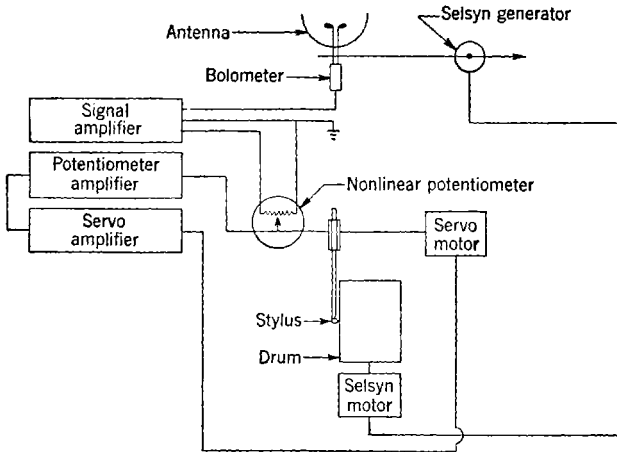 Selsyn generator
Antenna
Bolometer
Signal
amplifier
Potentiometer
amplifier
Nonlinear potentiometer
Servo
amplifier
Servo
motor
Stylus
Drum
Selsyn
motor